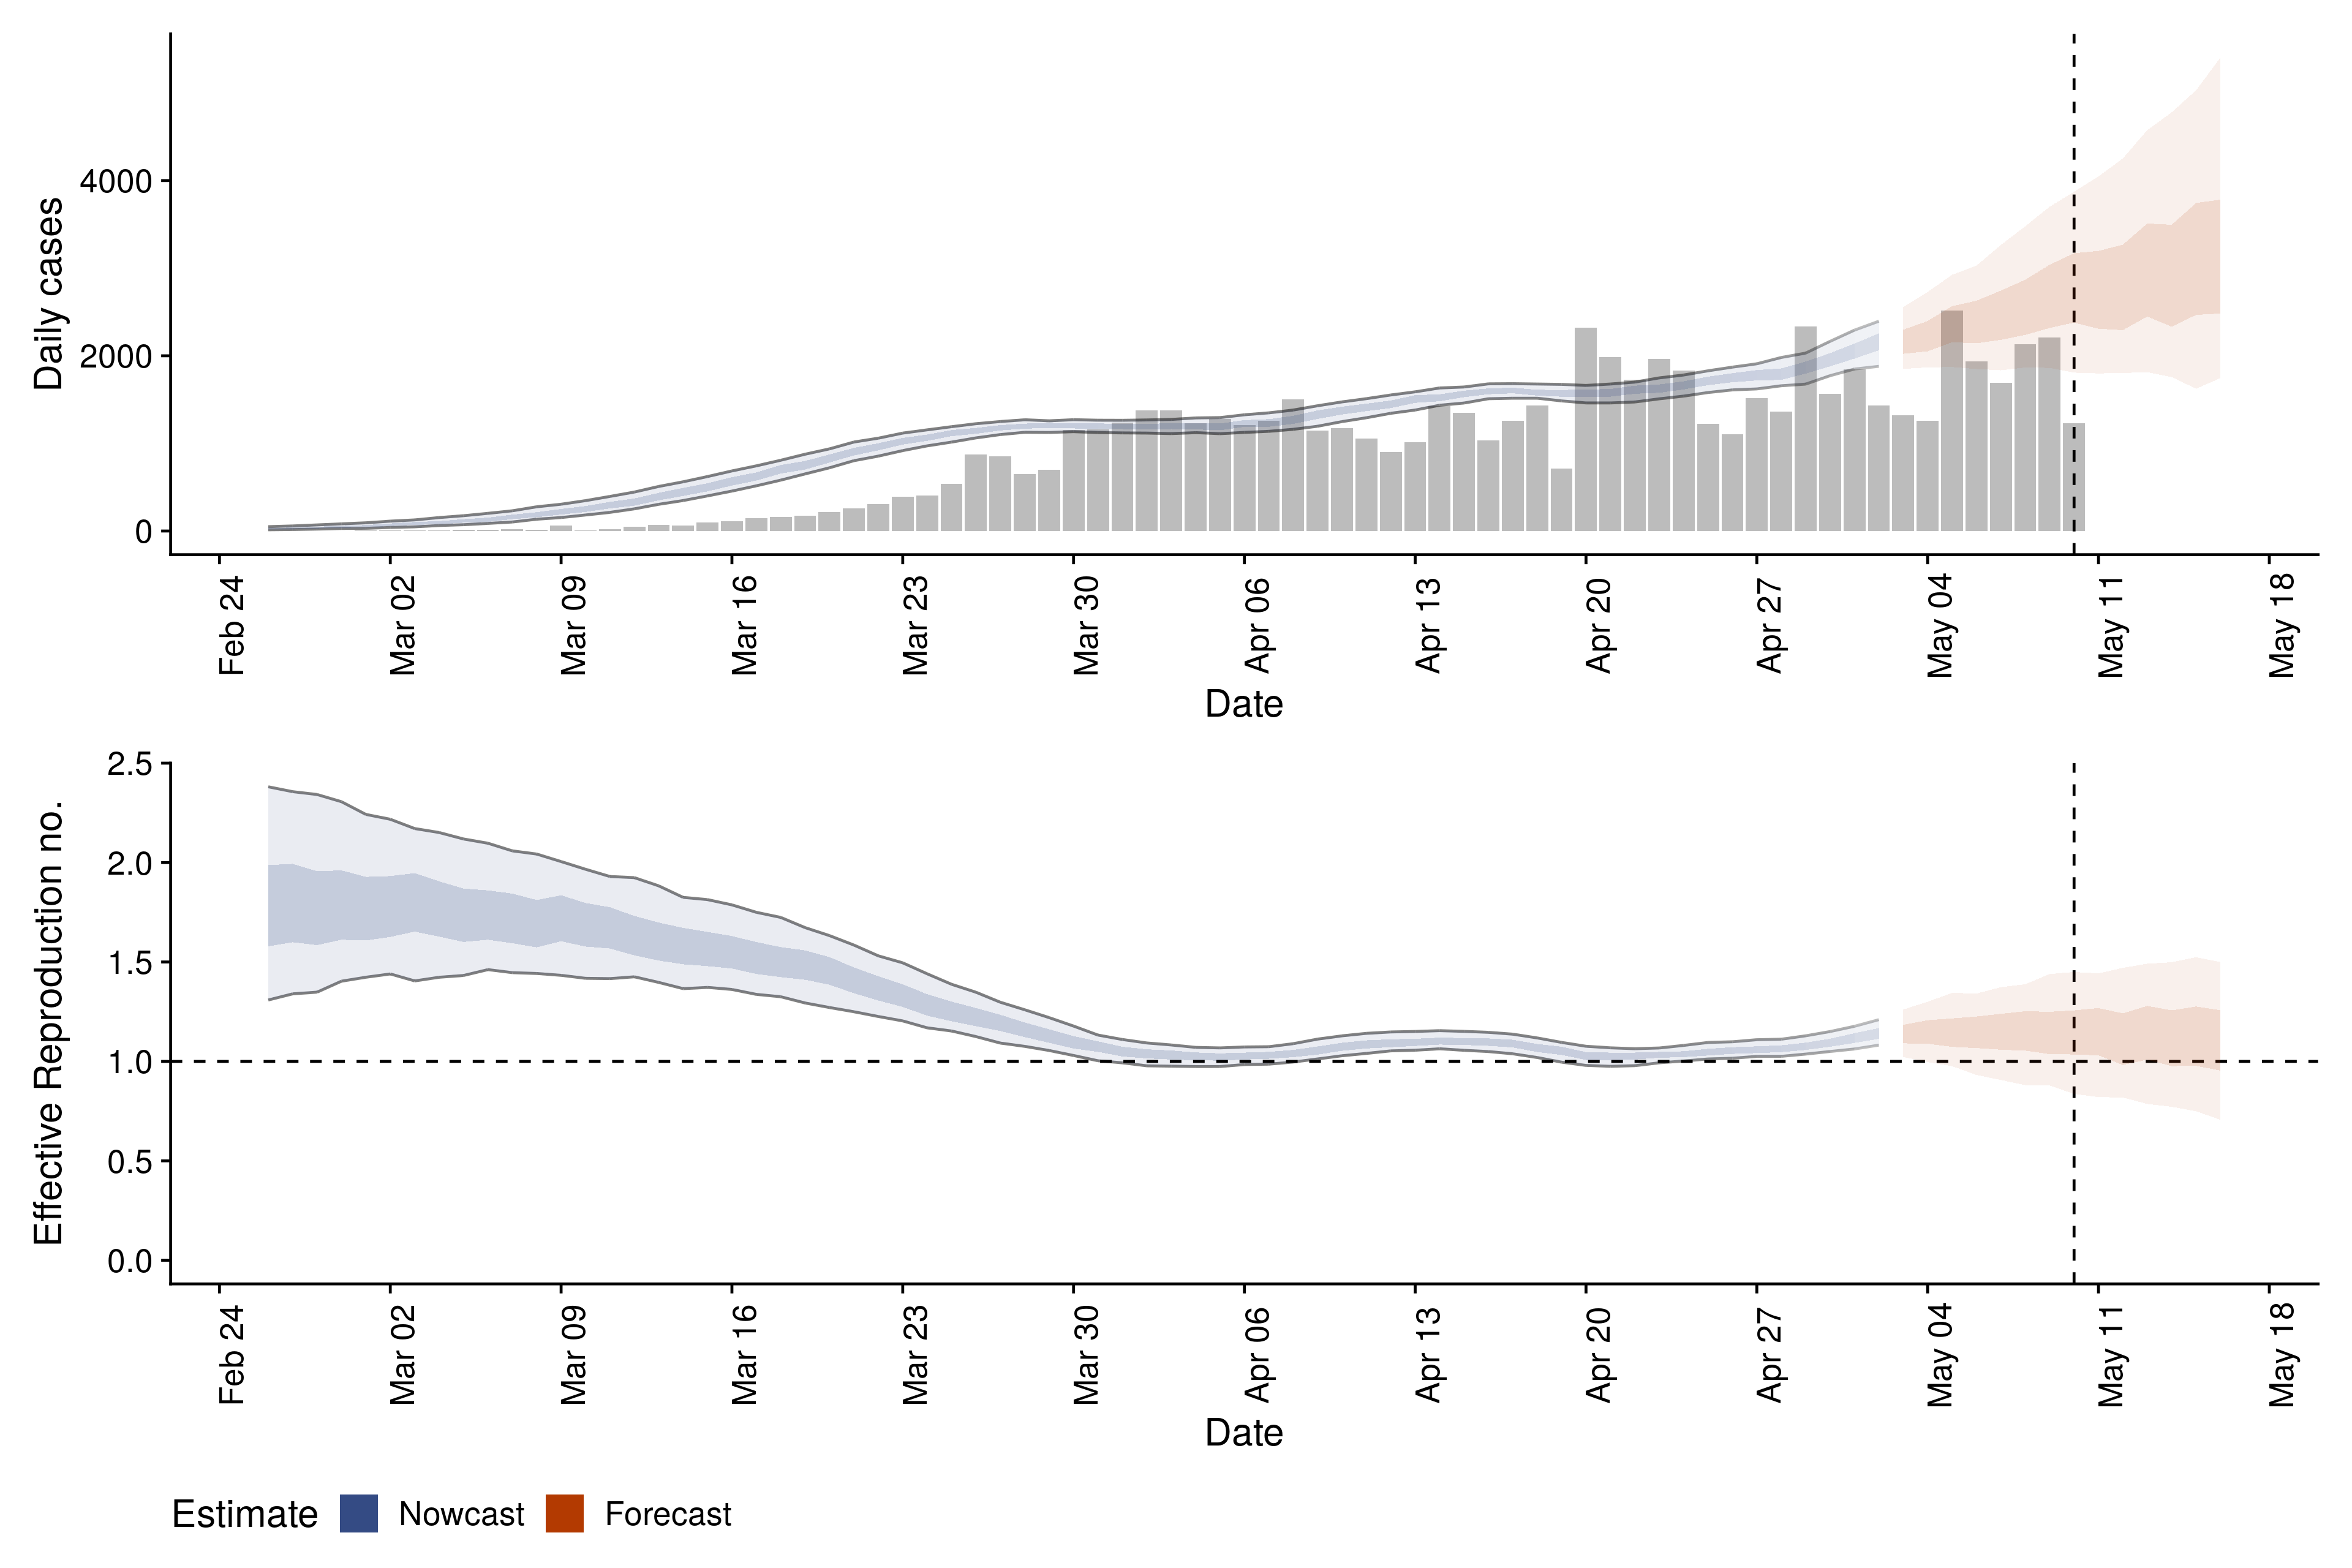 Daily cases
4000
2000
0
Feb 24
Mar 02
Mar 09
Mar 16
Mar 23
Mar 30
Apr 06
Apr 13
Apr 20
Apr 27
May 04
May 11
May 18
Date
Effective Reproduction no.
2.5
2.0
1.5
1.0
0.5
0.0
Feb 24
Mar 02
Mar 09
Mar 16
Mar 23
Mar 30
Apr 06
Apr 13
Apr 20
Apr 27
May 04
May 11
May 18
Date
Estimate Nowcast Forecast